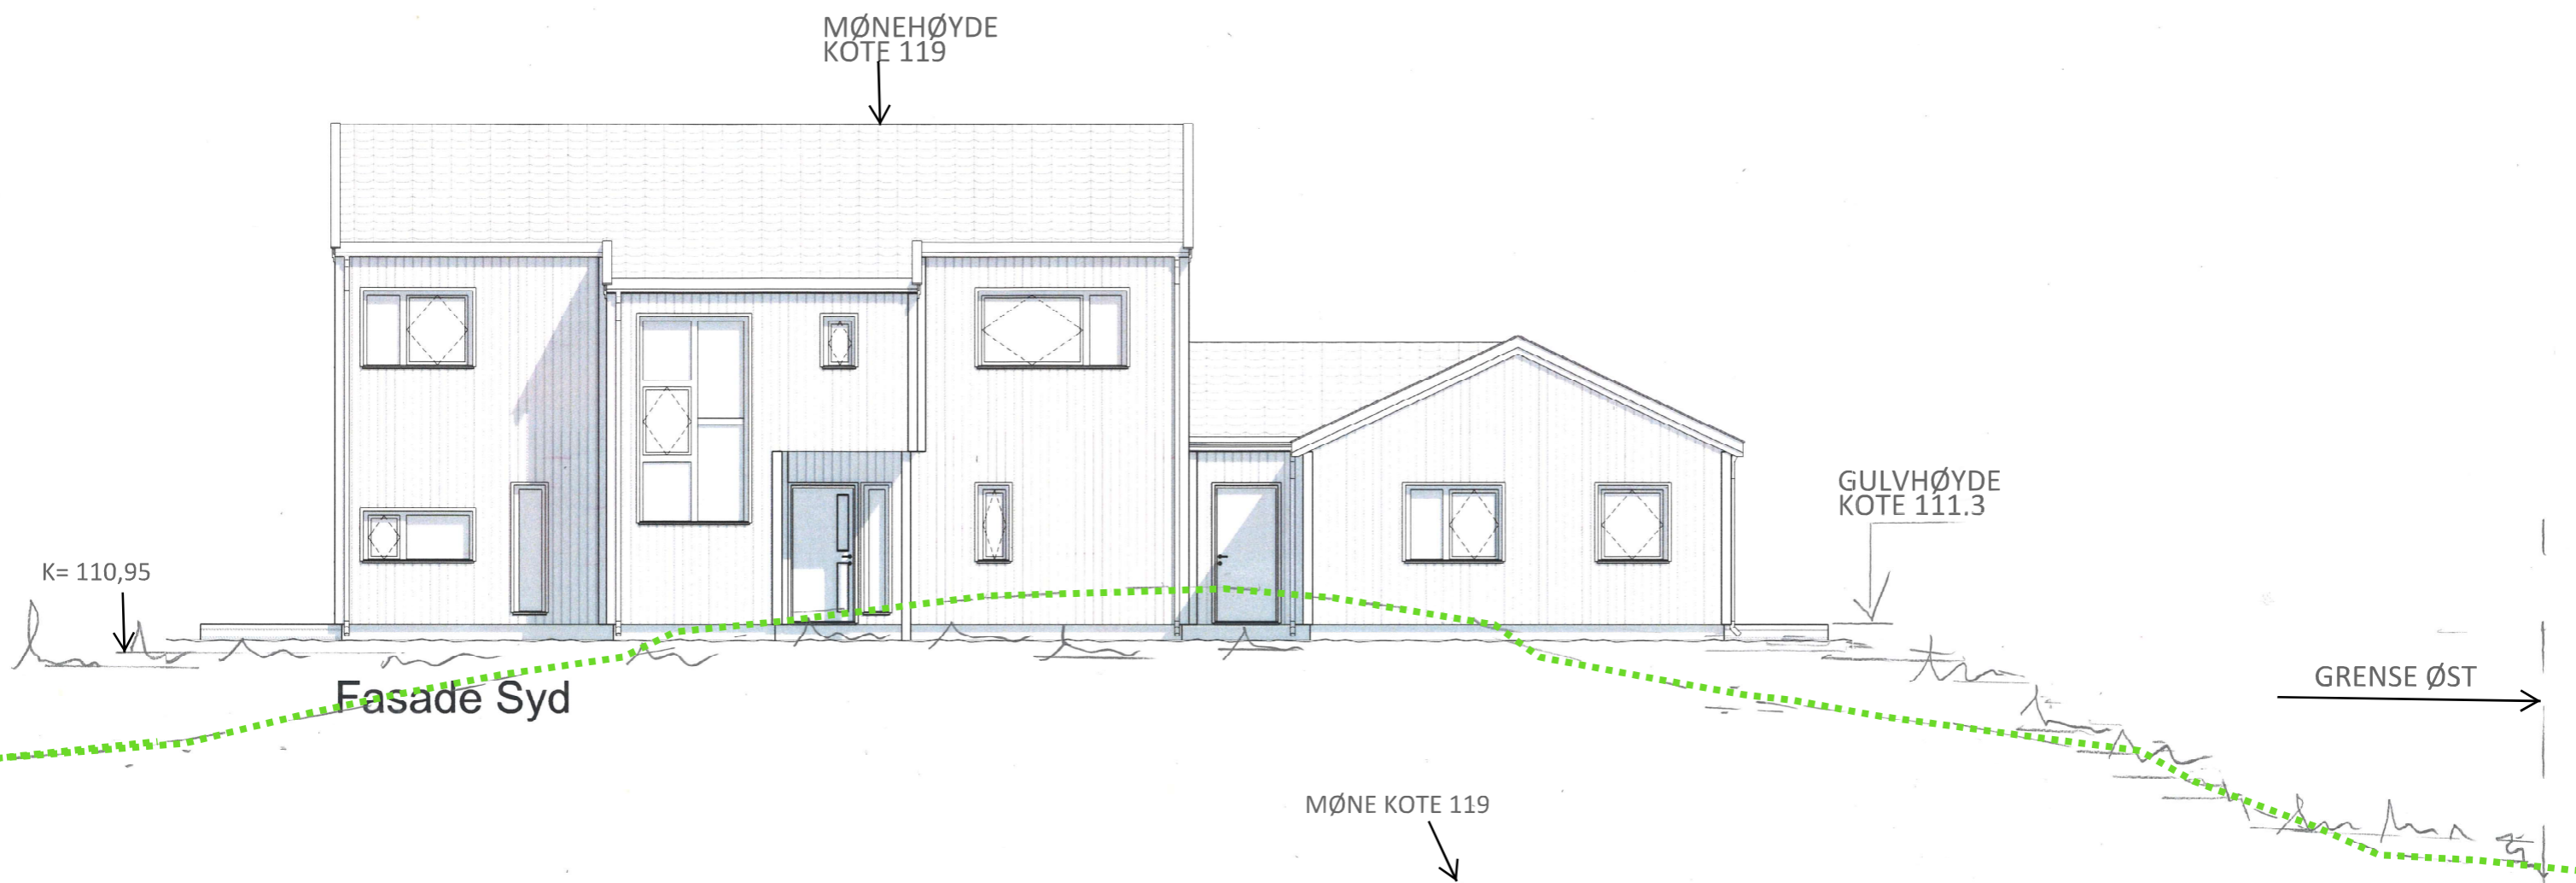 MØNEHØYDE
KOTE 119
GULVHØYDE
KOTE 111.3
K= 110,95
GRENSE ØST
Fasade Syd
MØNE KOTE 119